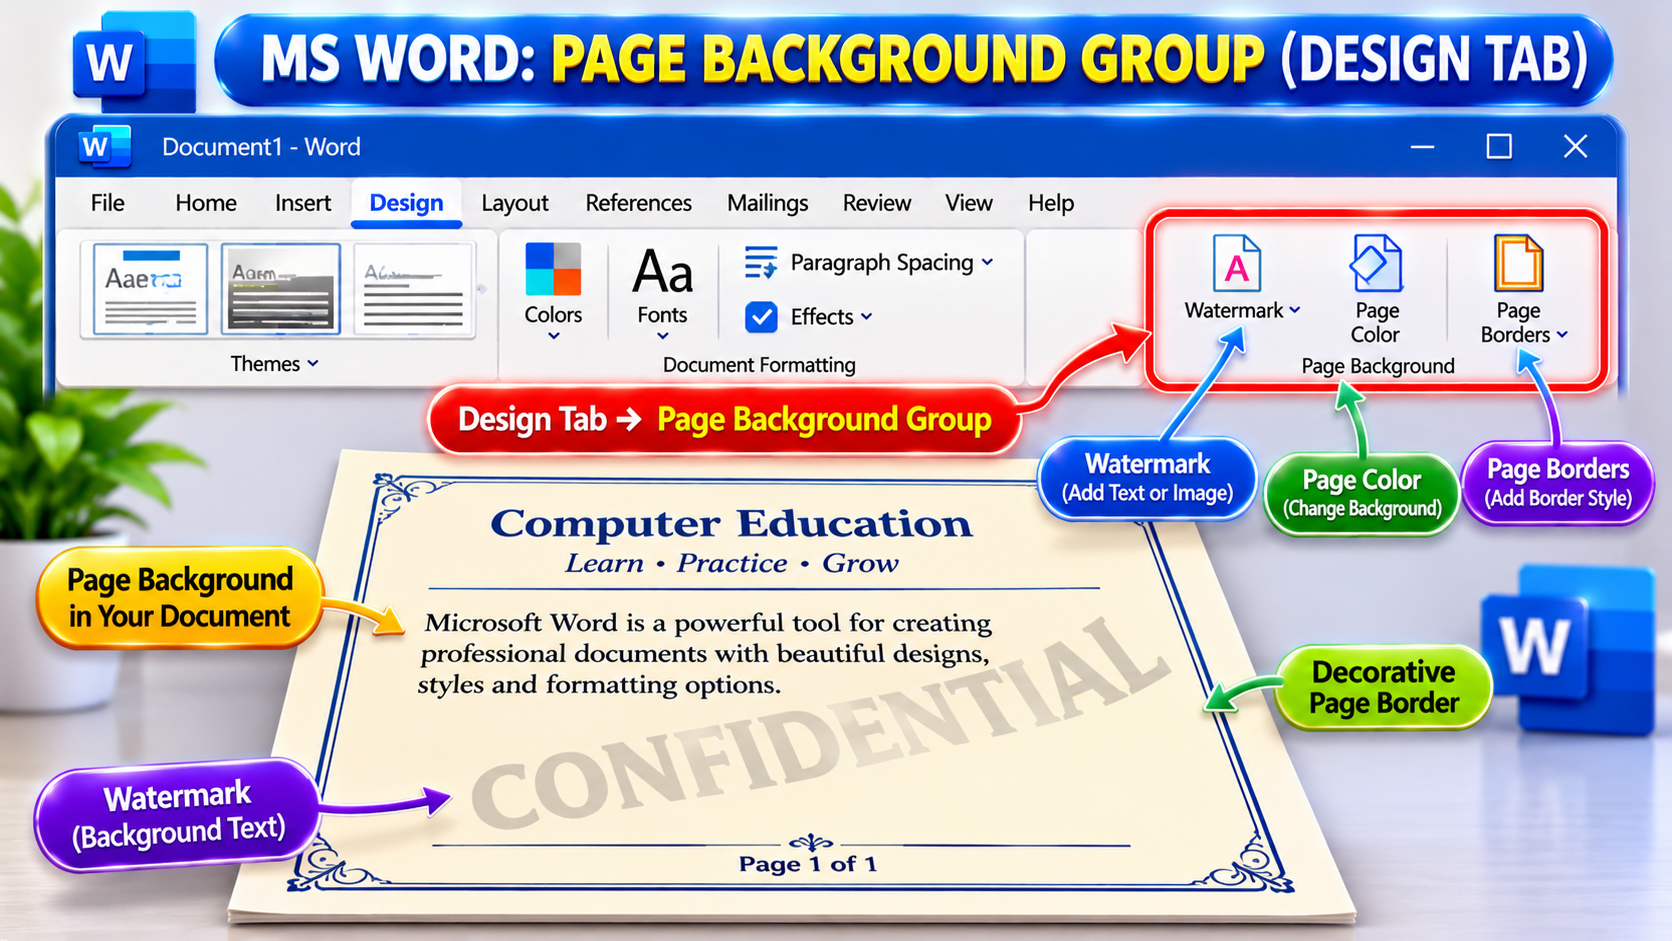 W
MS WORD: PAGE BACKGROUND GROUP (DESIGN TAB)
W
Document1 - Word
File Home Insert Design Layout References Mailings Review View Help
Aa
Colors
Aa
Fonts
Paragraph Spacing
Effects
A
Watermark
Page
Color
Page
Borders
Themes
Document Formatting
Page Background
Design Tab → Page Background Group
Watermark
(Add Text or Image)
Page Color
(Change Background)
Page Borders
(Add Border Style)
Computer Education
Learn • Practice • Grow
Page Background
in Your Document
Microsoft Word is a powerful tool for creating
professional documents with beautiful designs,
styles and formatting options.
W
Decorative
Page Border
CONFIDENTIAL
Watermark
(Background Text)
Page 1 of 1